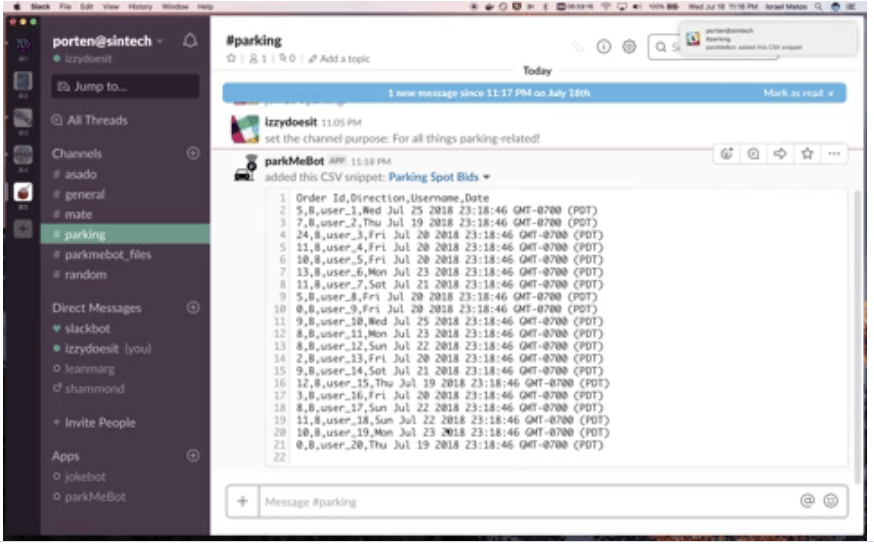 Slack File Edit View History Window Help
100% Wed Jul 18 11:18 PM Israel Matos
porten@sintech
#parking
parkMeBot: added this CSV snippet
porten@sintech
izzydoesit
Jump to...
All Threads
Channels
# asado
# general
# mate
# parking
# parkmebot_files
# random
Direct Messages
slackbot
izzydoesit (you)
leanmarg
shammond
+ Invite People
Apps
jokebot
parkMeBot
#parking
1 0 Add a topic
Today
1 new message since 11:17 PM on July 18th Mark as read x
izzydoesit 11:05 PM
set the channel purpose: For all things parking-related!
parkMeBot APP 11:18 PM
added this CSV snippet: Parking Spot Bids
1 Order Id,Direction,Username,Date
2 5,B,user_1,Wed Jul 25 2018 23:18:46 GMT-0700 (PDT)
3 7,B,user_2,Thu Jul 19 2018 23:18:46 GMT-0700 (PDT)
4 24,B,user_3,Fri Jul 20 2018 23:18:46 GMT-0700 (PDT)
5 11,B,user_4,Fri Jul 20 2018 23:18:46 GMT-0700 (PDT)
6 10,B,user_5,Fri Jul 20 2018 23:18:46 GMT-0700 (PDT)
7 13,B,user_6,Mon Jul 23 2018 23:18:46 GMT-0700 (PDT)
8 11,B,user_7,Sat Jul 21 2018 23:18:46 GMT-0700 (PDT)
9 5,B,user_8,Fri Jul 20 2018 23:18:46 GMT-0700 (PDT)
10 0,B,user_9,Fri Jul 20 2018 23:18:46 GMT-0700 (PDT)
11 9,B,user_10,Wed Jul 25 2018 23:18:46 GMT-0700 (PDT)
12 8,B,user_11,Mon Jul 23 2018 23:18:46 GMT-0700 (PDT)
13 8,B,user_12,Sun Jul 22 2018 23:18:46 GMT-0700 (PDT)
14 2,B,user_13,Fri Jul 20 2018 23:18:46 GMT-0700 (PDT)
15 9,B,user_14,Sat Jul 21 2018 23:18:46 GMT-0700 (PDT)
16 12,B,user_15,Thu Jul 19 2018 23:18:46 GMT-0700 (PDT)
17 3,B,user_16,Fri Jul 20 2018 23:18:46 GMT-0700 (PDT)
18 8,B,user_17,Sun Jul 22 2018 23:18:46 GMT-0700 (PDT)
19 11,B,user_18,Sun Jul 22 2018 23:18:46 GMT-0700 (PDT)
20 10,B,user_19,Mon Jul 23 2018 23:18:46 GMT-0700 (PDT)
21 0,B,user_20,Thu Jul 19 2018 23:18:46 GMT-0700 (PDT)
22
+ Message #parking